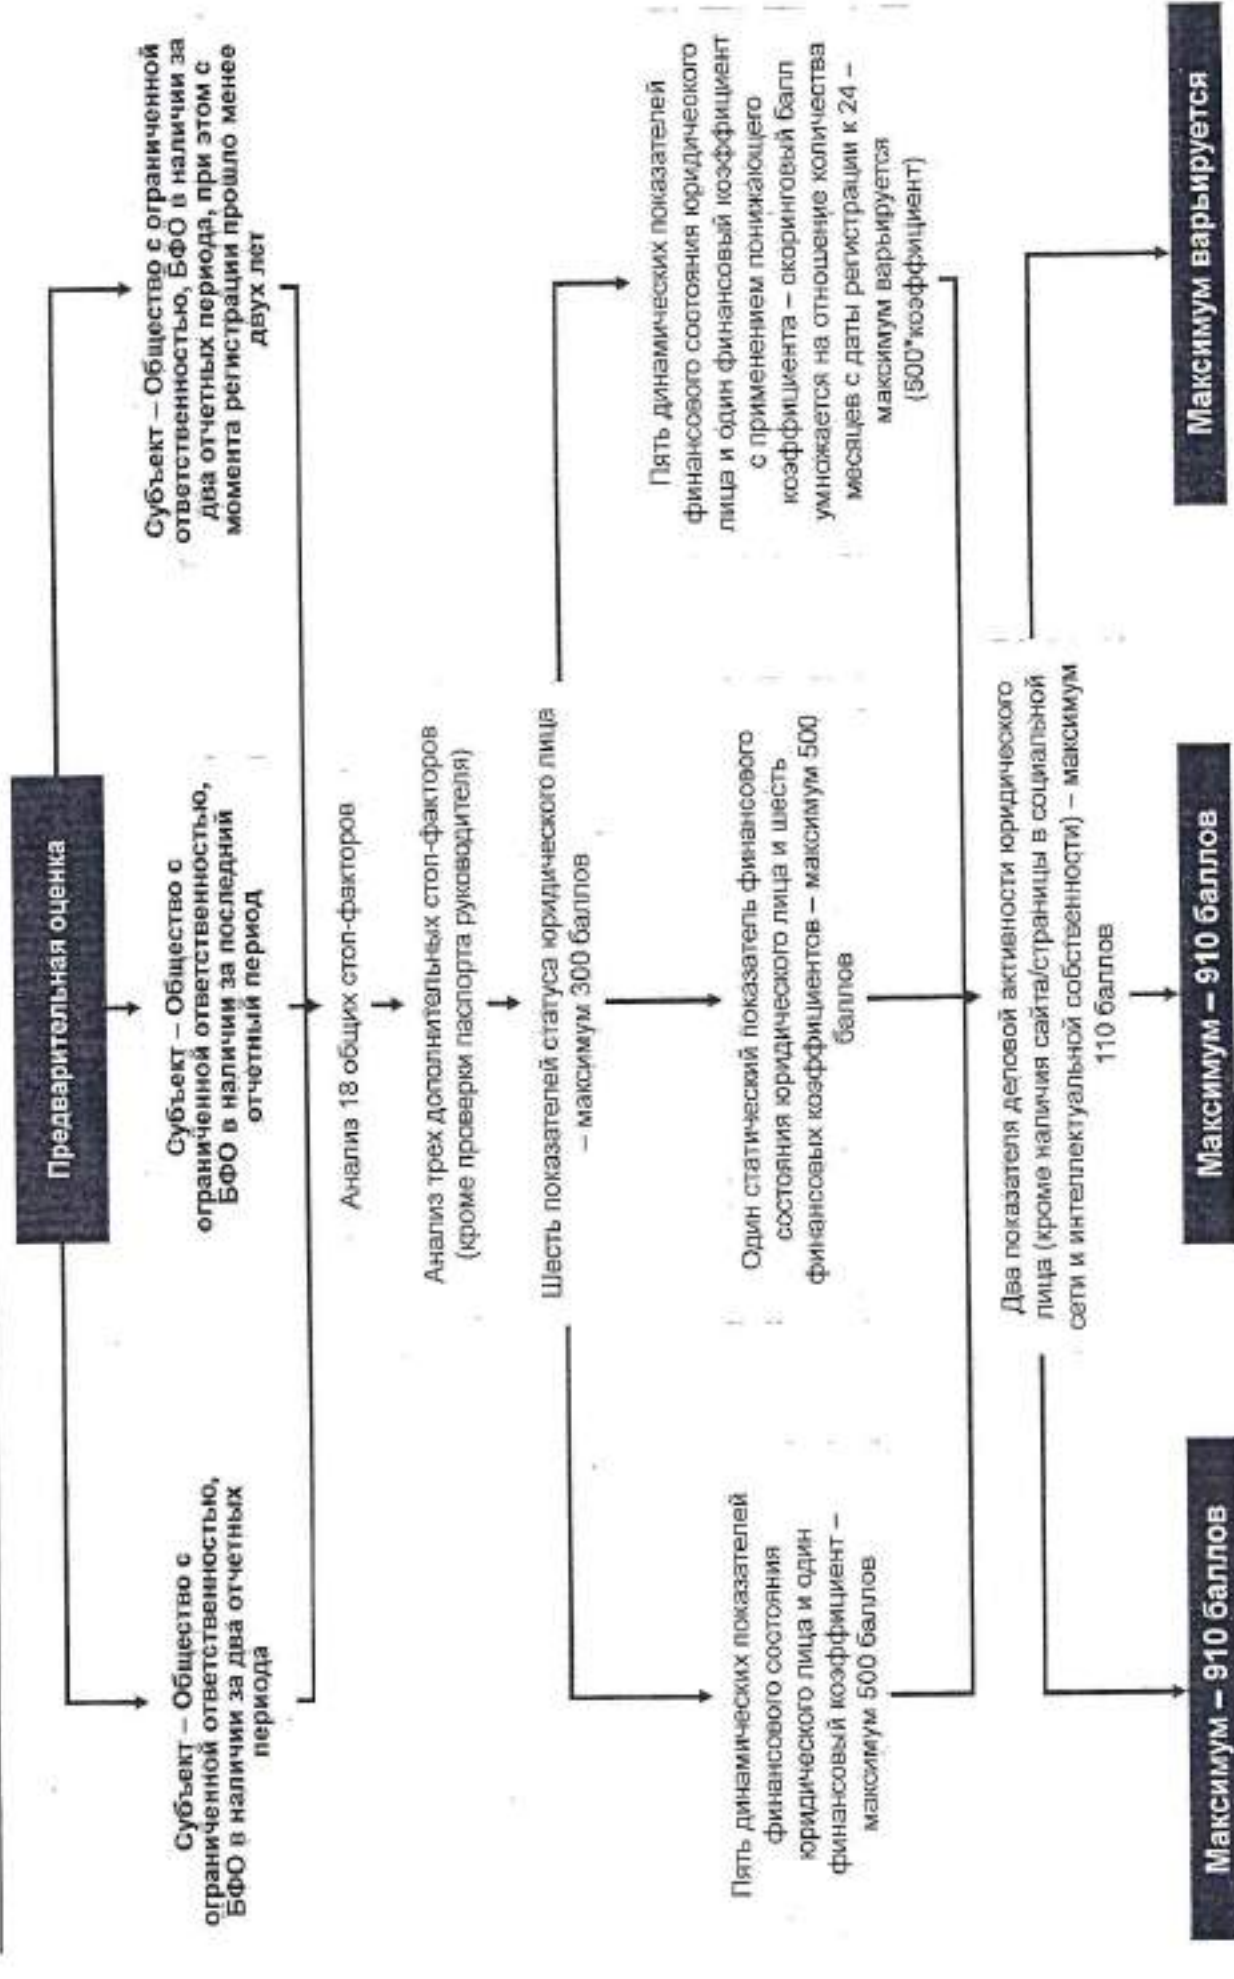 Предварительная оценка
Субъект – Общество с
ограниченной ответственностью,
БФО в наличии за два отчетных
периода
Субъект – Общество с
ограниченной ответственностью,
БФО в наличии за последний
отчетный период
Субъект – Общество с ограниченной
ответственностью, БФО в наличии за
два отчетных периода, при этом с
момента регистрации прошло менее
двух лет
Анализ 18 общих стоп-факторов
Анализ трех дополнительных стоп-факторов
(кроме проверки паспорта руководителя)
Шесть показателей статуса юридического лица
– максимум 300 баллов
Пять динамических показателей
финансового состояния
юридического лица и один
финансовый коэффициент –
максимум 500 баллов
Один статический показатель финансового
состояния юридического лица и шесть
финансовых коэффициентов – максимум 500
баллов
Пять динамических показателей
финансового состояния юридического
лица и один финансовый коэффициент
с применением понижающего
коэффициента – скоринговый балл
умножается на отношение количества
месяцев с даты регистрации к 24 –
максимум варьируется
(500*коэффициент)
Два показателя деловой активности юридического
лица (кроме наличия сайта/страницы в социальной
сети и интеллектуальной собственности) – максимум
110 баллов
Максимум – 910 баллов
Максимум – 910 баллов
Максимум варьируется